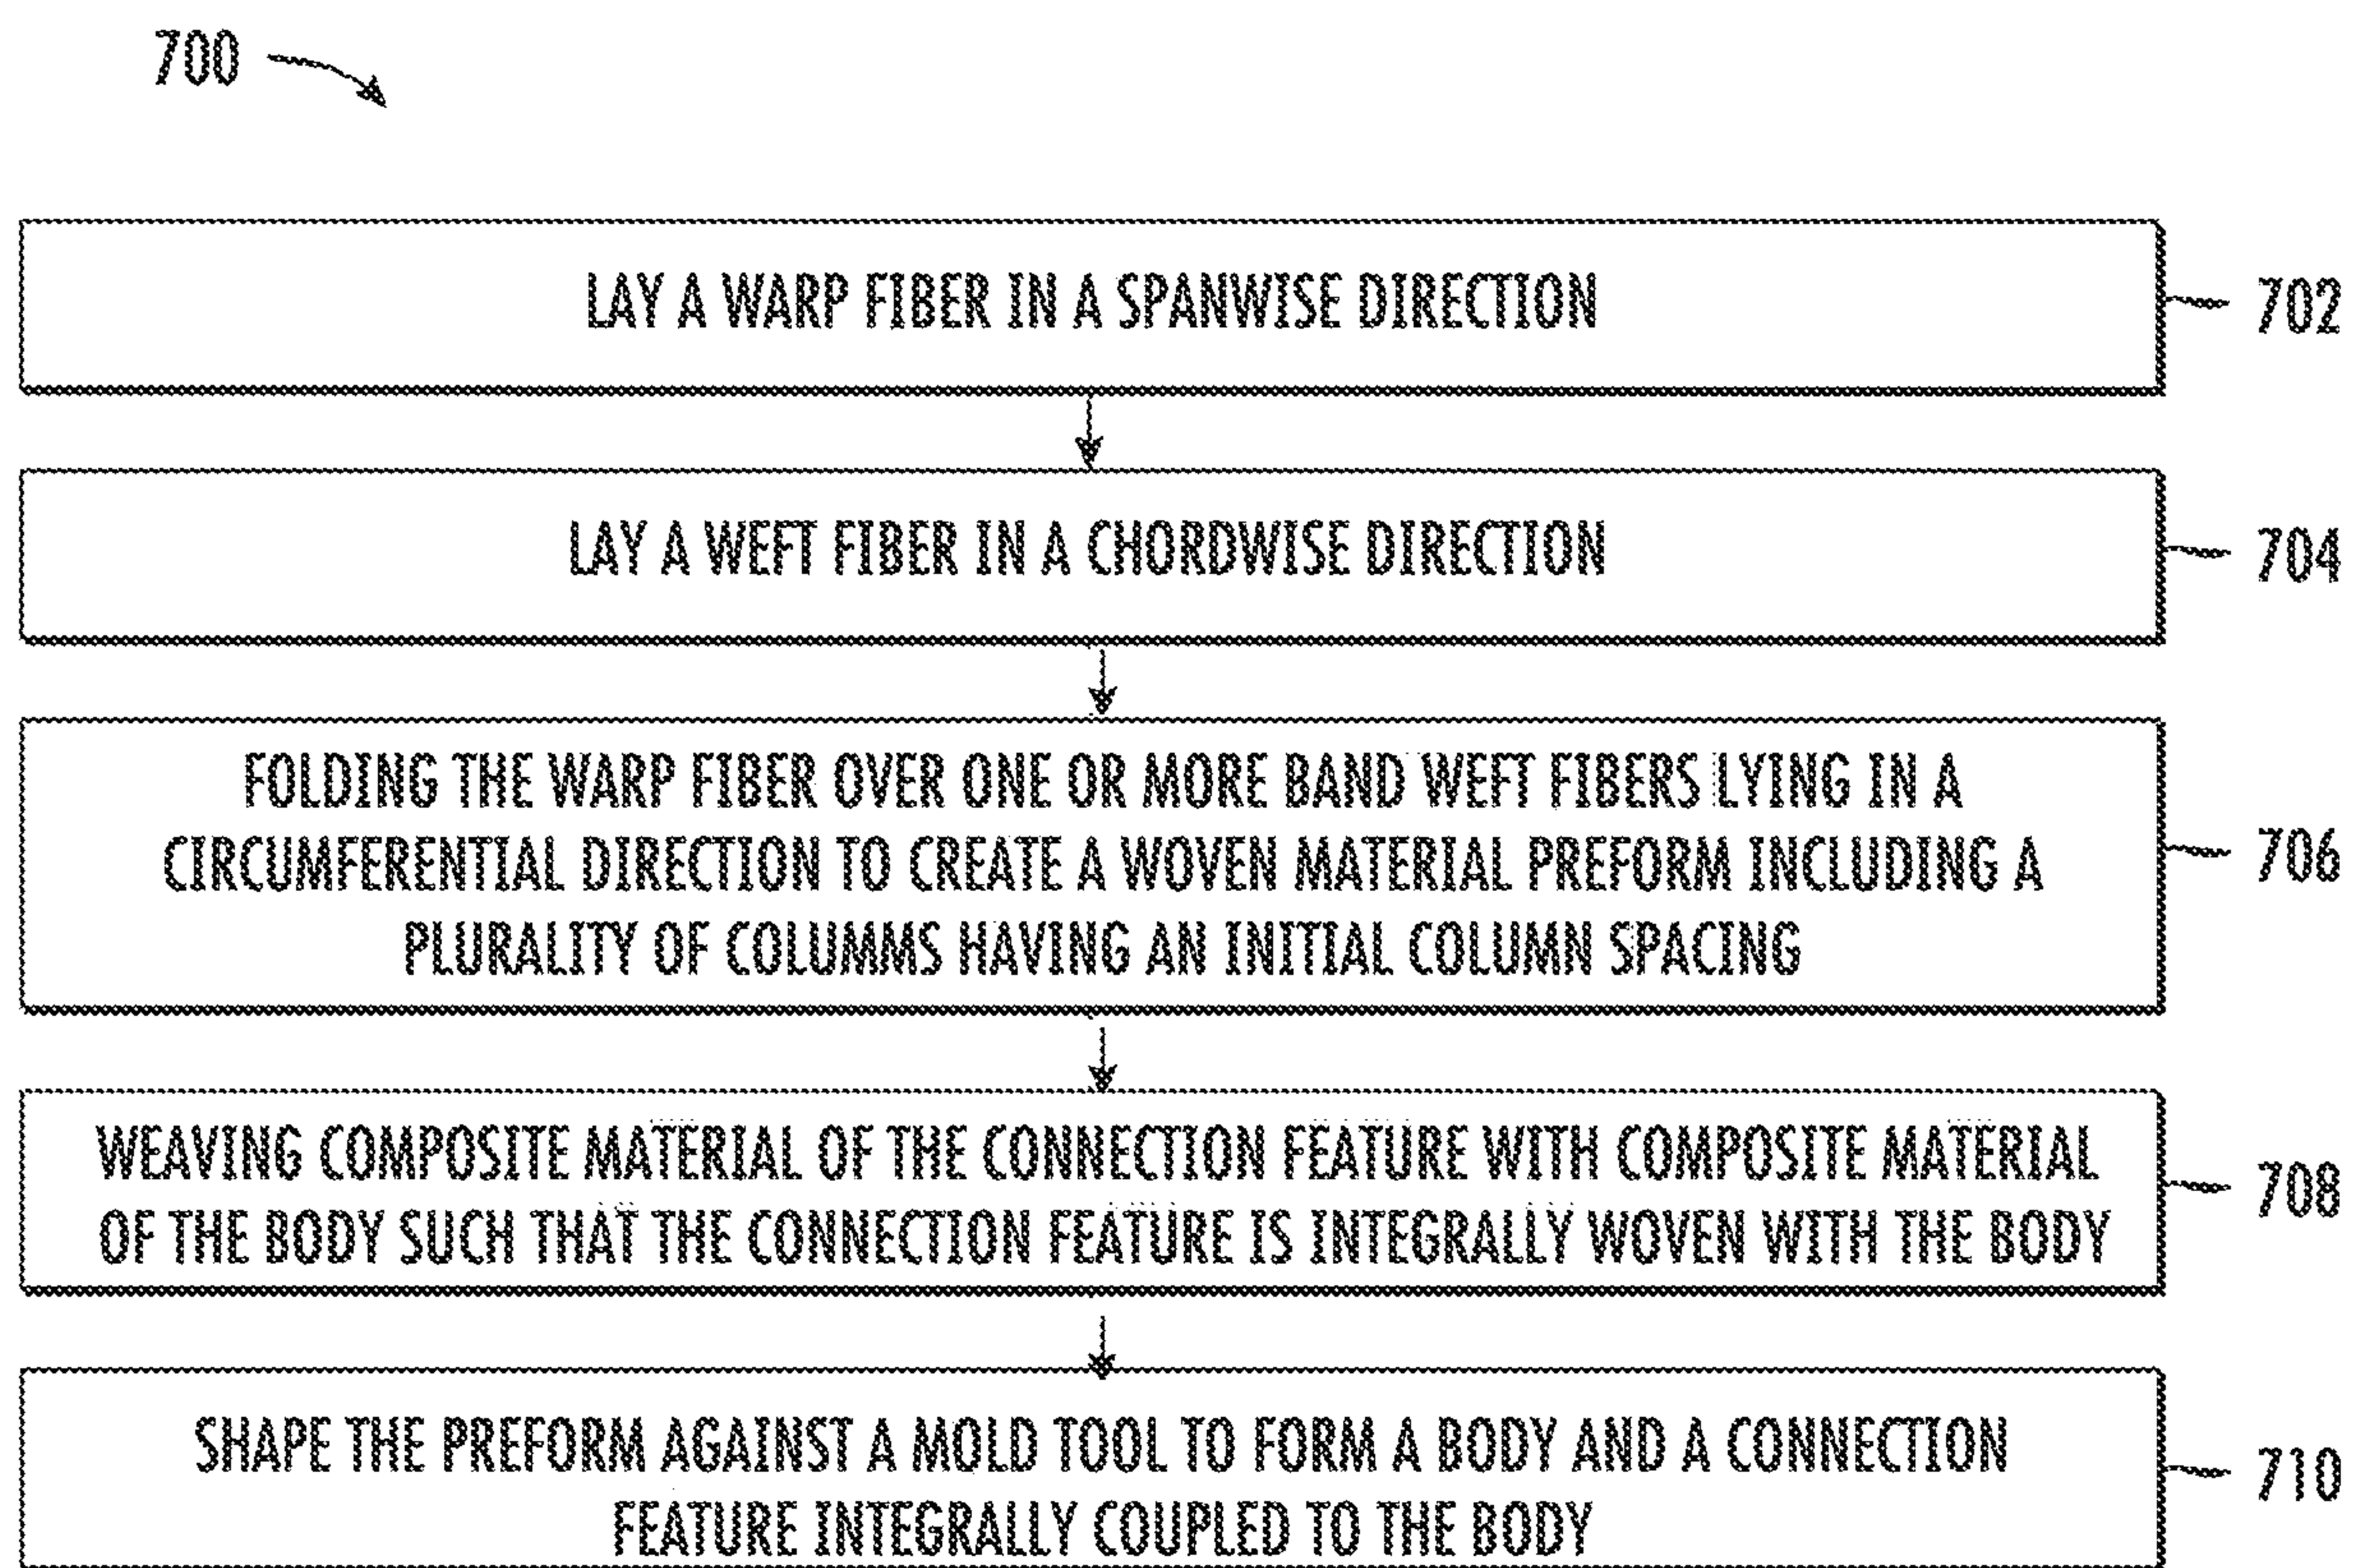 700
LAY A WARP FIBER IN A SPANWISE DIRECTION
702
LAY A WEFT FIBER IN A CHORDWISE DIRECTION
704
FOLDING THE WARP FIBER OVER ONE OR MORE BAND WEFT FIBERS LYING IN A
CIRCUMFERENTIAL DIRECTION TO CREATE A WOVEN MATERIAL PREFORM INCLUDING A
PLURALITY OF COLUMMS HAVING AN INITIAL COLUMN SPACING
706
WEAVING COMPOSITE MATERIAL OF THE CONNECTION FEATURE WITH COMPOSITE MATERIAL
OF THE BODY SUCH THAT THE CONNECTION FEATURE IS INTEGRALLY WOVEN WITH THE BODY
708
SHAPE THE PREFORM AGAINST A MOLD TOOL TO FORM A BODY AND A CONNECTION
FEATURE INTEGRALLY COUPLED TO THE BODY
710